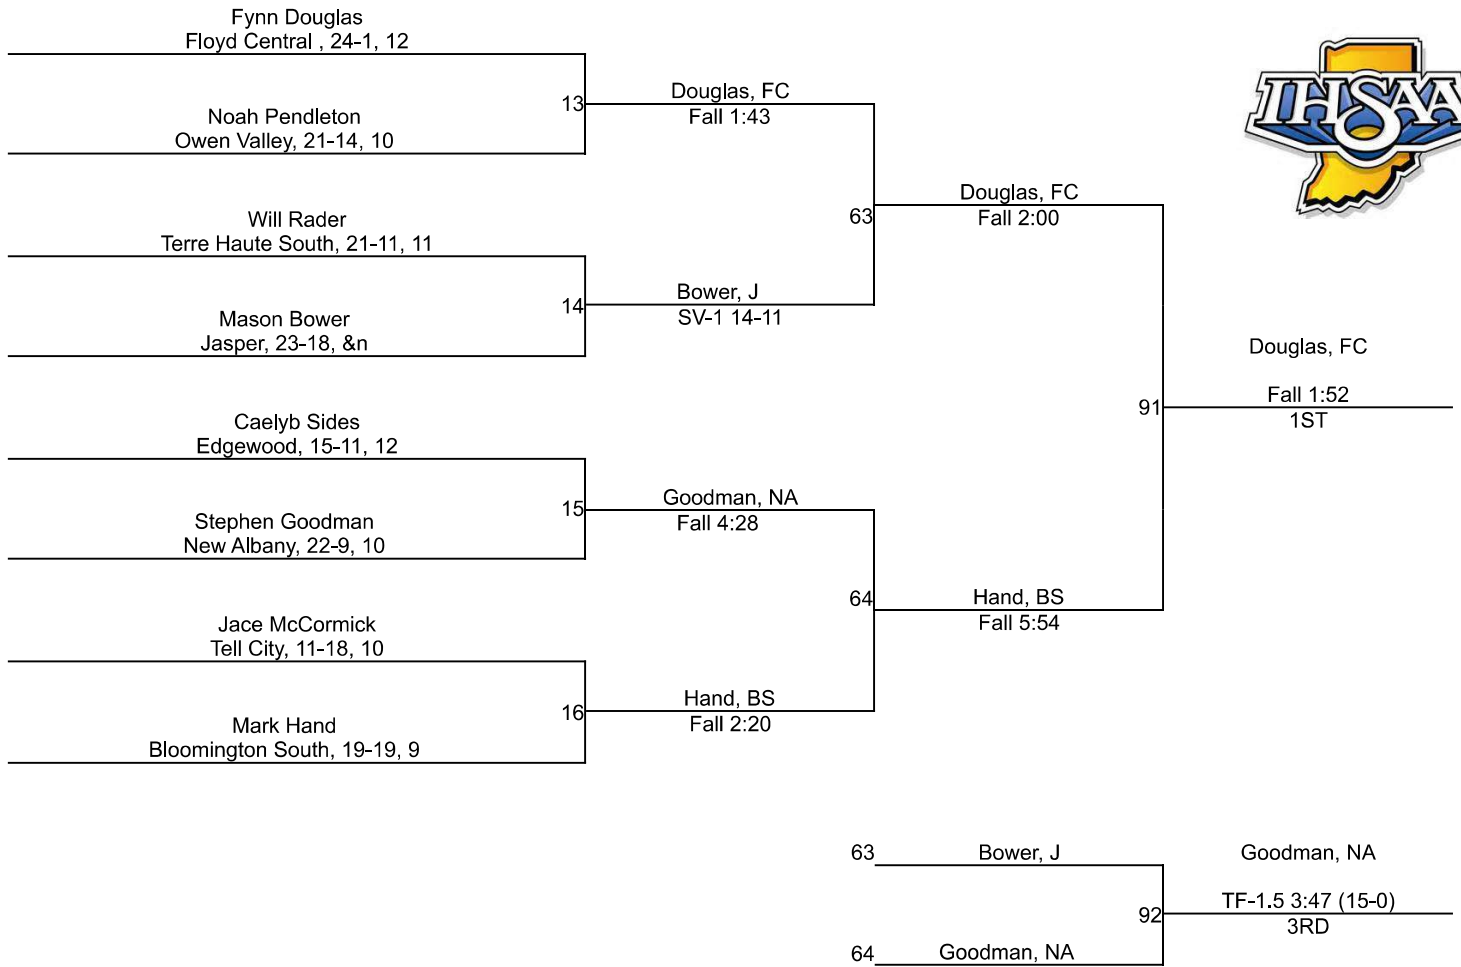 Fynn Douglas
Floyd Central , 24-1, 12
Noah Pendleton
Owen Valley, 21-14, 10
Will Rader
Terre Haute South, 21-11, 11
Mason Bower
Jasper, 23-18, &n
Caelyb Sides
Edgewood, 15-11, 12
Stephen Goodman
New Albany, 22-9, 10
Jace McCormick
Tell City, 11-18, 10
Mark Hand
Bloomington South, 19-19, 9
13
Douglas, FC
Fall 1:43
14
Bower, J
SV-1 14-11
15
Goodman, NA
Fall 4:28
16
Hand, BS
Fall 2:20
63
Douglas, FC
Fall 2:00
64
Hand, BS
Fall 5:54
IHSAA
91
Douglas, FC
Fall 1:52
1ST
63
Bower, J
64
Goodman, NA
92
Goodman, NA
TF-1.5 3:47 (15-0)
3RD